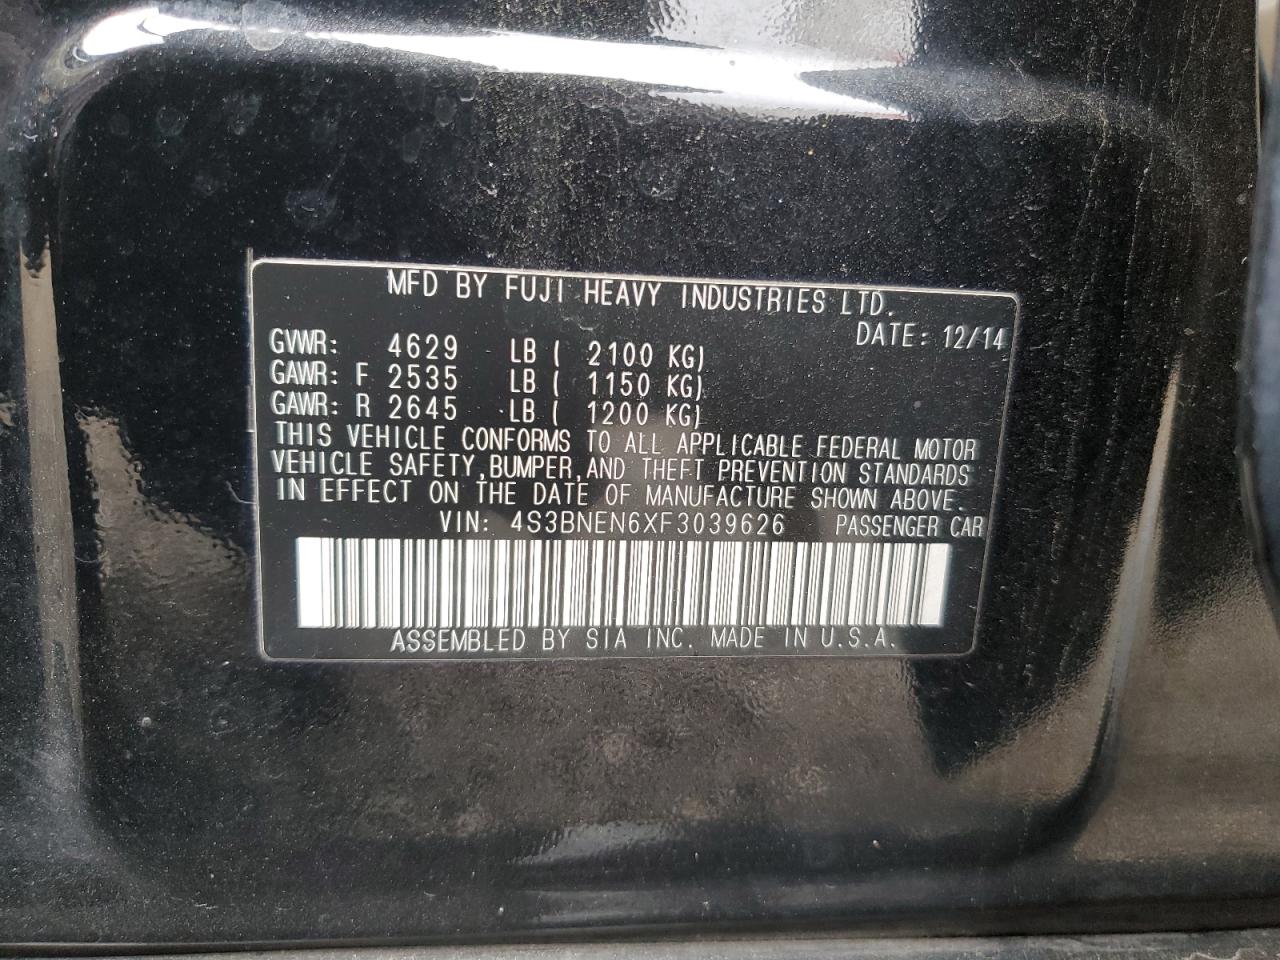 MFD BY FUJI HEAVY INDUSTRIES LTD.
DATE: 12/14
GVWR: 4629 LB ( 2100 KG)
GAWR: F 2535 LB ( 1150 KG)
GAWR: R 2645 LB ( 1200 KG)
THIS VEHICLE CONFORMS TO ALL APPLICABLE FEDERAL MOTOR
VEHICLE SAFETY,BUMPER,AND THEFT PREVENTION STANDARDS
IN EFFECT ON THE DATE OF MANUFACTURE SHOWN ABOVE.
VIN: 4S3BNEN6XF3039626 PASSENGER CAR
ASSEMBLED BY SIA INC. MADE IN U.S.A.